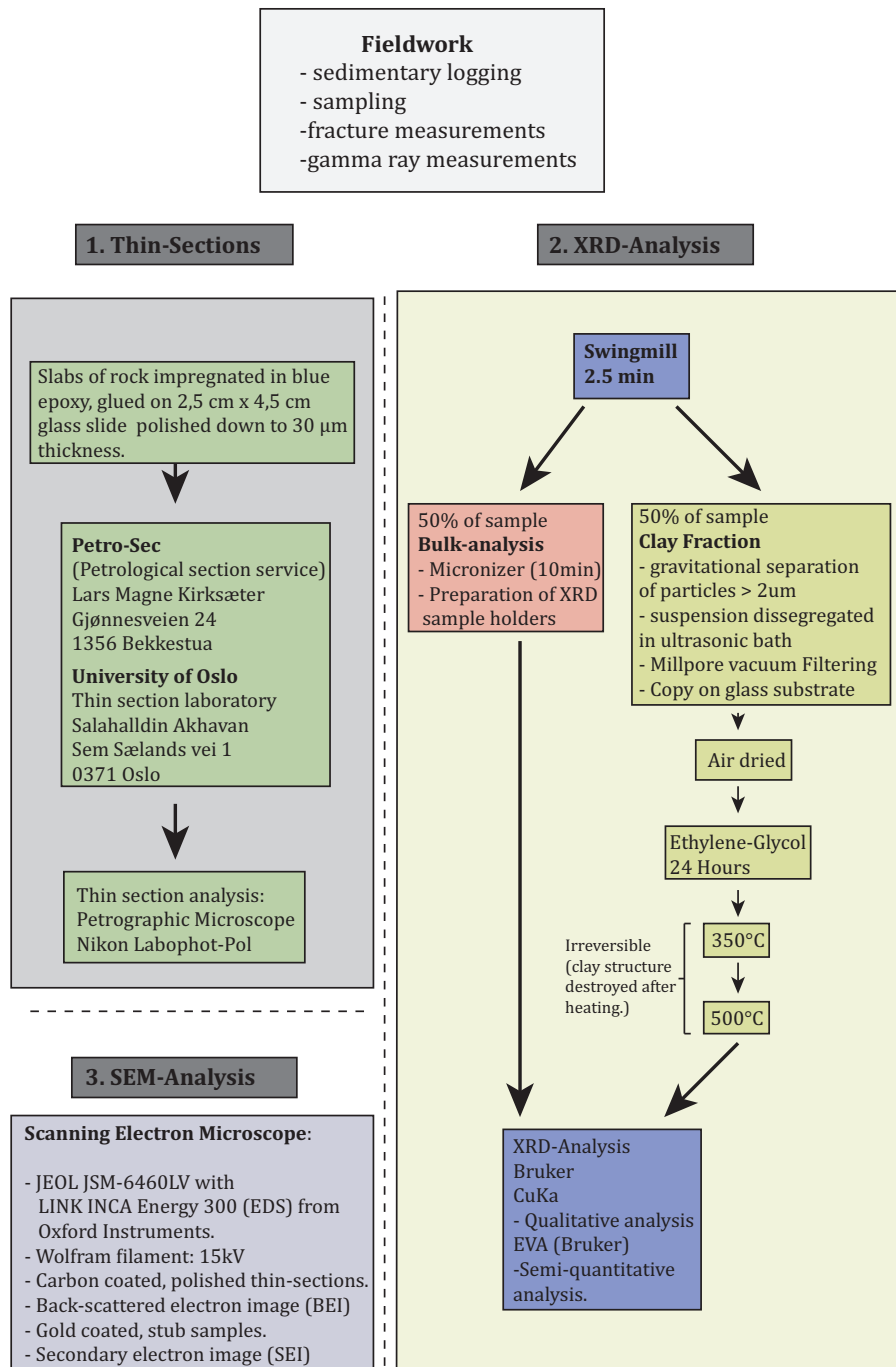 Fieldwork
- sedimentary logging
- sampling
-fracture measurements
-gamma ray measurements
1. Thin-Sections
Slabs of rock impregnated in blue
epoxy, glued on 2,5 cm x 4,5 cm
glass slide polished down to 30 µm
thickness.
Petro-Sec
(Petrological section service)
Lars Magne Kirksæter
Gjønnesveien 24
1356 Bekkestua
University of Oslo
Thin section laboratory
Salahalldin Akhavan
Sem Sælands vei 1
0371 Oslo
Thin section analysis:
Petrographic Microscope
Nikon Labophot-Pol
2. XRD-Analysis
Swingmill
2.5 min
50% of sample
Bulk-analysis
- Micronizer (10min)
- Preparation of XRD
sample holders
50% of sample
Clay Fraction
- gravitational separation
of particles > 2um
- suspension dissegregated
in ultrasonic bath
- Millpore vacuum Filtering
- Copy on glass substrate
Air dried
Ethylene-Glycol
24 Hours
Irreversible
(clay structure
destroyed after
heating.)
350°C
500°C
XRD-Analysis
Bruker
CuKa
- Qualitative analysis
EVA (Bruker)
-Semi-quantitative
analysis.
3. SEM-Analysis
Scanning Electron Microscope:
- JEOL JSM-6460LV with
LINK INCA Energy 300 (EDS) from
Oxford Instruments.
- Wolfram filament: 15kV
- Carbon coated, polished thin-sections.
- Back-scattered electron image (BEI)
- Gold coated, stub samples.
- Secondary electron image (SEI)